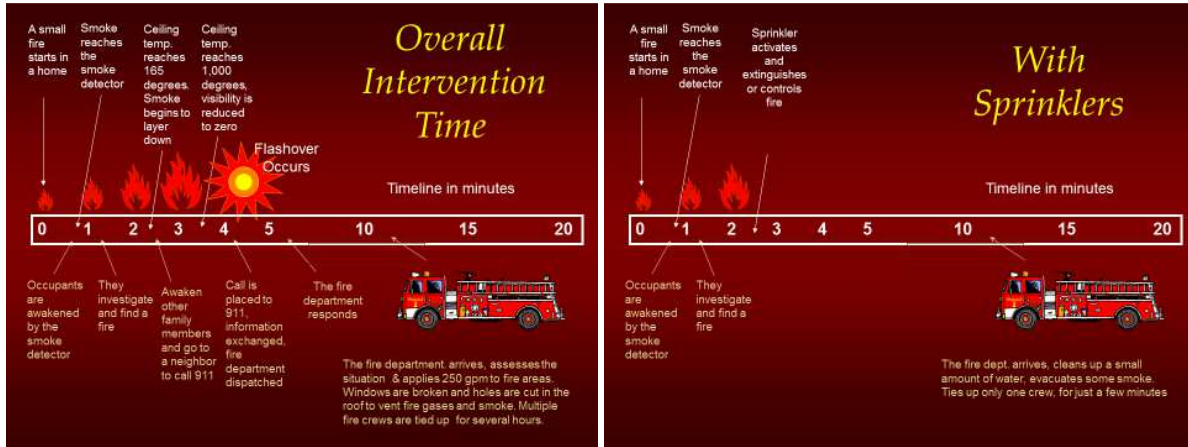 A small
fire
starts in
a home
Smoke
reaches
the
smoke
detector
Ceiling
temp.
reaches
165
degrees.
Smoke
begins to
layer
down
Ceiling
temp.
reaches
1,000
degrees,
visibility is
reduced
to zero
Overall
Intervention
Time
Flashover
Occurs
Timeline in minutes
0 1 2 3 4 5 10 15 20
Occupants
are
awakened
by the
smoke
detector
They
investigate
and find a
fire
Awaken
other
family
members
and go to
a neighbor
to call 911
Call is
placed to
911,
information
exchanged,
fire
department
dispatched
The fire
department
responds
The fire department. arrives, assesses the
situation & applies 250 gpm to fire areas.
Windows are broken and holes are cut in the
roof to vent fire gases and smoke. Multiple
fire crews are tied up for several hours.
A small
fire
starts in
a home
Smoke
reaches
the
smoke
detector
Sprinkler
activates
and
extinguishes
or controls
fire
With
Sprinklers
Timeline in minutes
0 1 2 3 4 5 10 15 20
Occupants
are
awakened
by the
smoke
detector
They
investigate
and find a
fire
The fire dept. arrives, cleans up a small
amount of water, evacuates some smoke.
Ties up only one crew, for just a few minutes